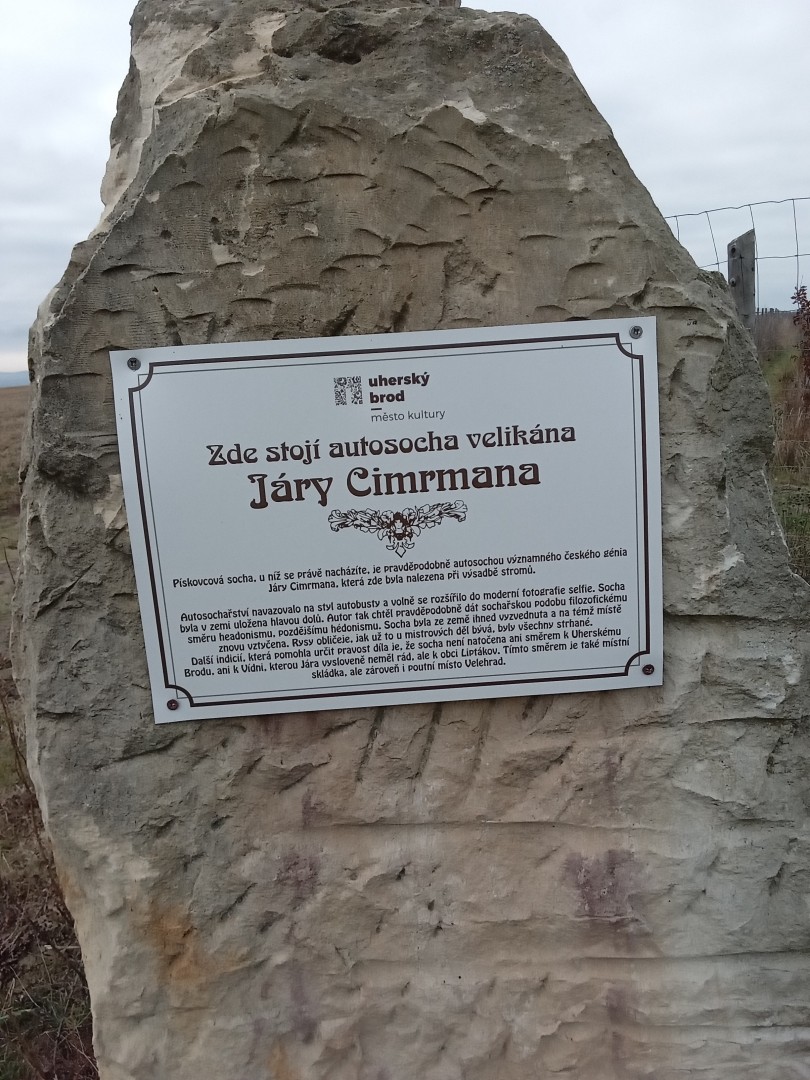 uherský
brod
město kultury
Zde stojí autosocha velikána
Járy Cimrmana
Pískovcová socha, u níž se právě nacházíte, je pravděpodobně autosochou významného českého génia
Járy Cimrmana, která zde byla nalezena při výsadbě stromů.
Autosochařství navazovalo na styl autobusty a volně se rozšířilo do moderní fotografie selfie. Socha
byla v zemi uložena hlavou dolů. Autor tak chtěl pravděpodobně dát sochařskou podobu filozofickému
směru headonismu, pozdějšímu hédonismu. Socha byla ze země ihned vyzvednuta a na témž místě
znovu vztyčena. Rysy obličeje, jak už to u mistrových děl bývá, byly všechny strhané.
Další indicií, která pomohla určit pravost díla je, že socha není natočena ani směrem k Uherskému
Brodu, ani k Vídni, kterou Jára vysloveně neměl rád, ale k obci Liptákov. Tímto směrem je také místní
skládka, ale zároveň i poutní místo Velehrad.